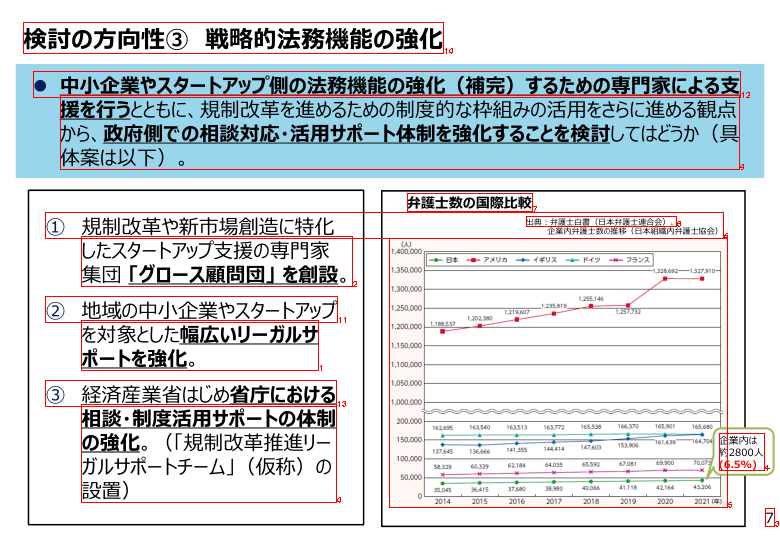 検討の方向性③ 戦略的法務機能の強化
● 中小企業やスタートアップ側の法務機能の強化（補完）するための専門家による支
援を行うとともに、規制改革を進めるための制度的な枠組みの活用をさらに進める観点
から、政府側での相談対応・活用サポート体制を強化することを検討してはどうか（具
体案は以下）。
① 規制改革や新市場創造に特化
したスタートアップ支援の専門家
集団「グロース顧問団」を創設。
② 地域の中小企業やスタートアップ
を対象とした幅広いリーガルサ
ポートを強化。
③ 経済産業省はじめ省庁における
相談・制度活用サポートの体制
の強化。（「規制改革推進リー
ガルサポートチーム」（仮称）の
設置）
弁護士数の国際比較
出典：弁護士白書（日本弁護士連合会）、
企業内弁護士数の推移（日本組織内弁護士協会）
(人)
日本 アメリカ イギリス ドイツ フランス
1,400,000
1,350,000
1,300,000
1,250,000
1,200,000
1,150,000
1,100,000
1,050,000
1,000,000
200,000
150,000
100,000
50,000
0
1,188,537 1,202,380 1,219,607 1,235,819 1,255,146 1,257,732 1,328,692 1,327,910
162,695 163,540 163,513 163,772 165,538 166,370 165,901 165,680
137,645 136,666 141,355 144,414 147,603 153,906 161,639 164,704
58,329 60,329 62,184 64,035 65,592 67,081 69,900 70,073
35,045 36,415 37,680 38,980 40,066 41,118 42,164 43,206
2014 2015 2016 2017 2018 2019 2020 2021 (年)
企業内は
約2800人
(6.5%)
7
14
12
9
7
8
6
2
11
1
13
0
4
5
3